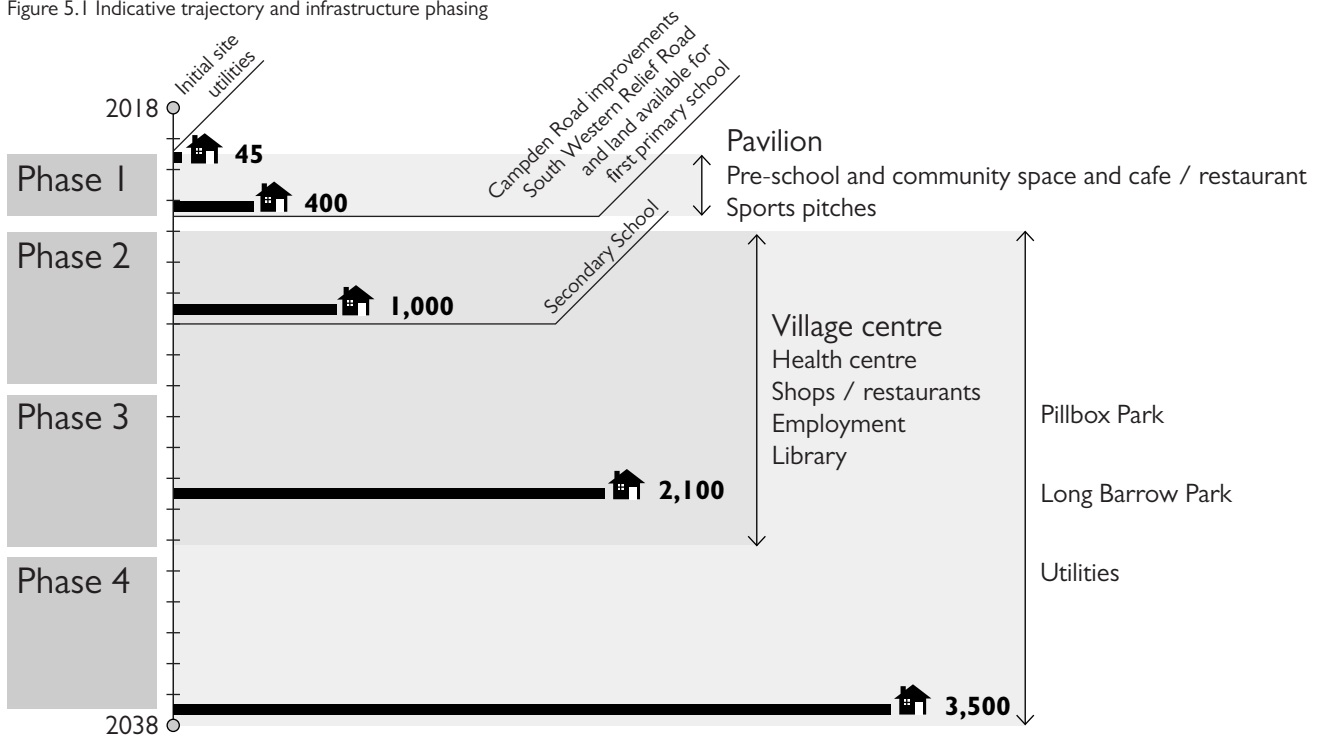 Figure 5.1 Indicative trajectory and infrastructure phasing
Initial site
utilities
Campden Road improvements
South Western Relief Road
and land available for
first primary school
2018
Phase 1
45
400
Pavilion
Pre-school and community space and cafe / restaurant
Sports pitches
Phase 2
Secondary School
1,000
Village centre
Health centre
Shops / restaurants
Employment
Library
Phase 3
2,100
Pillbox Park
Long Barrow Park
Utilities
Phase 4
3,500
2038